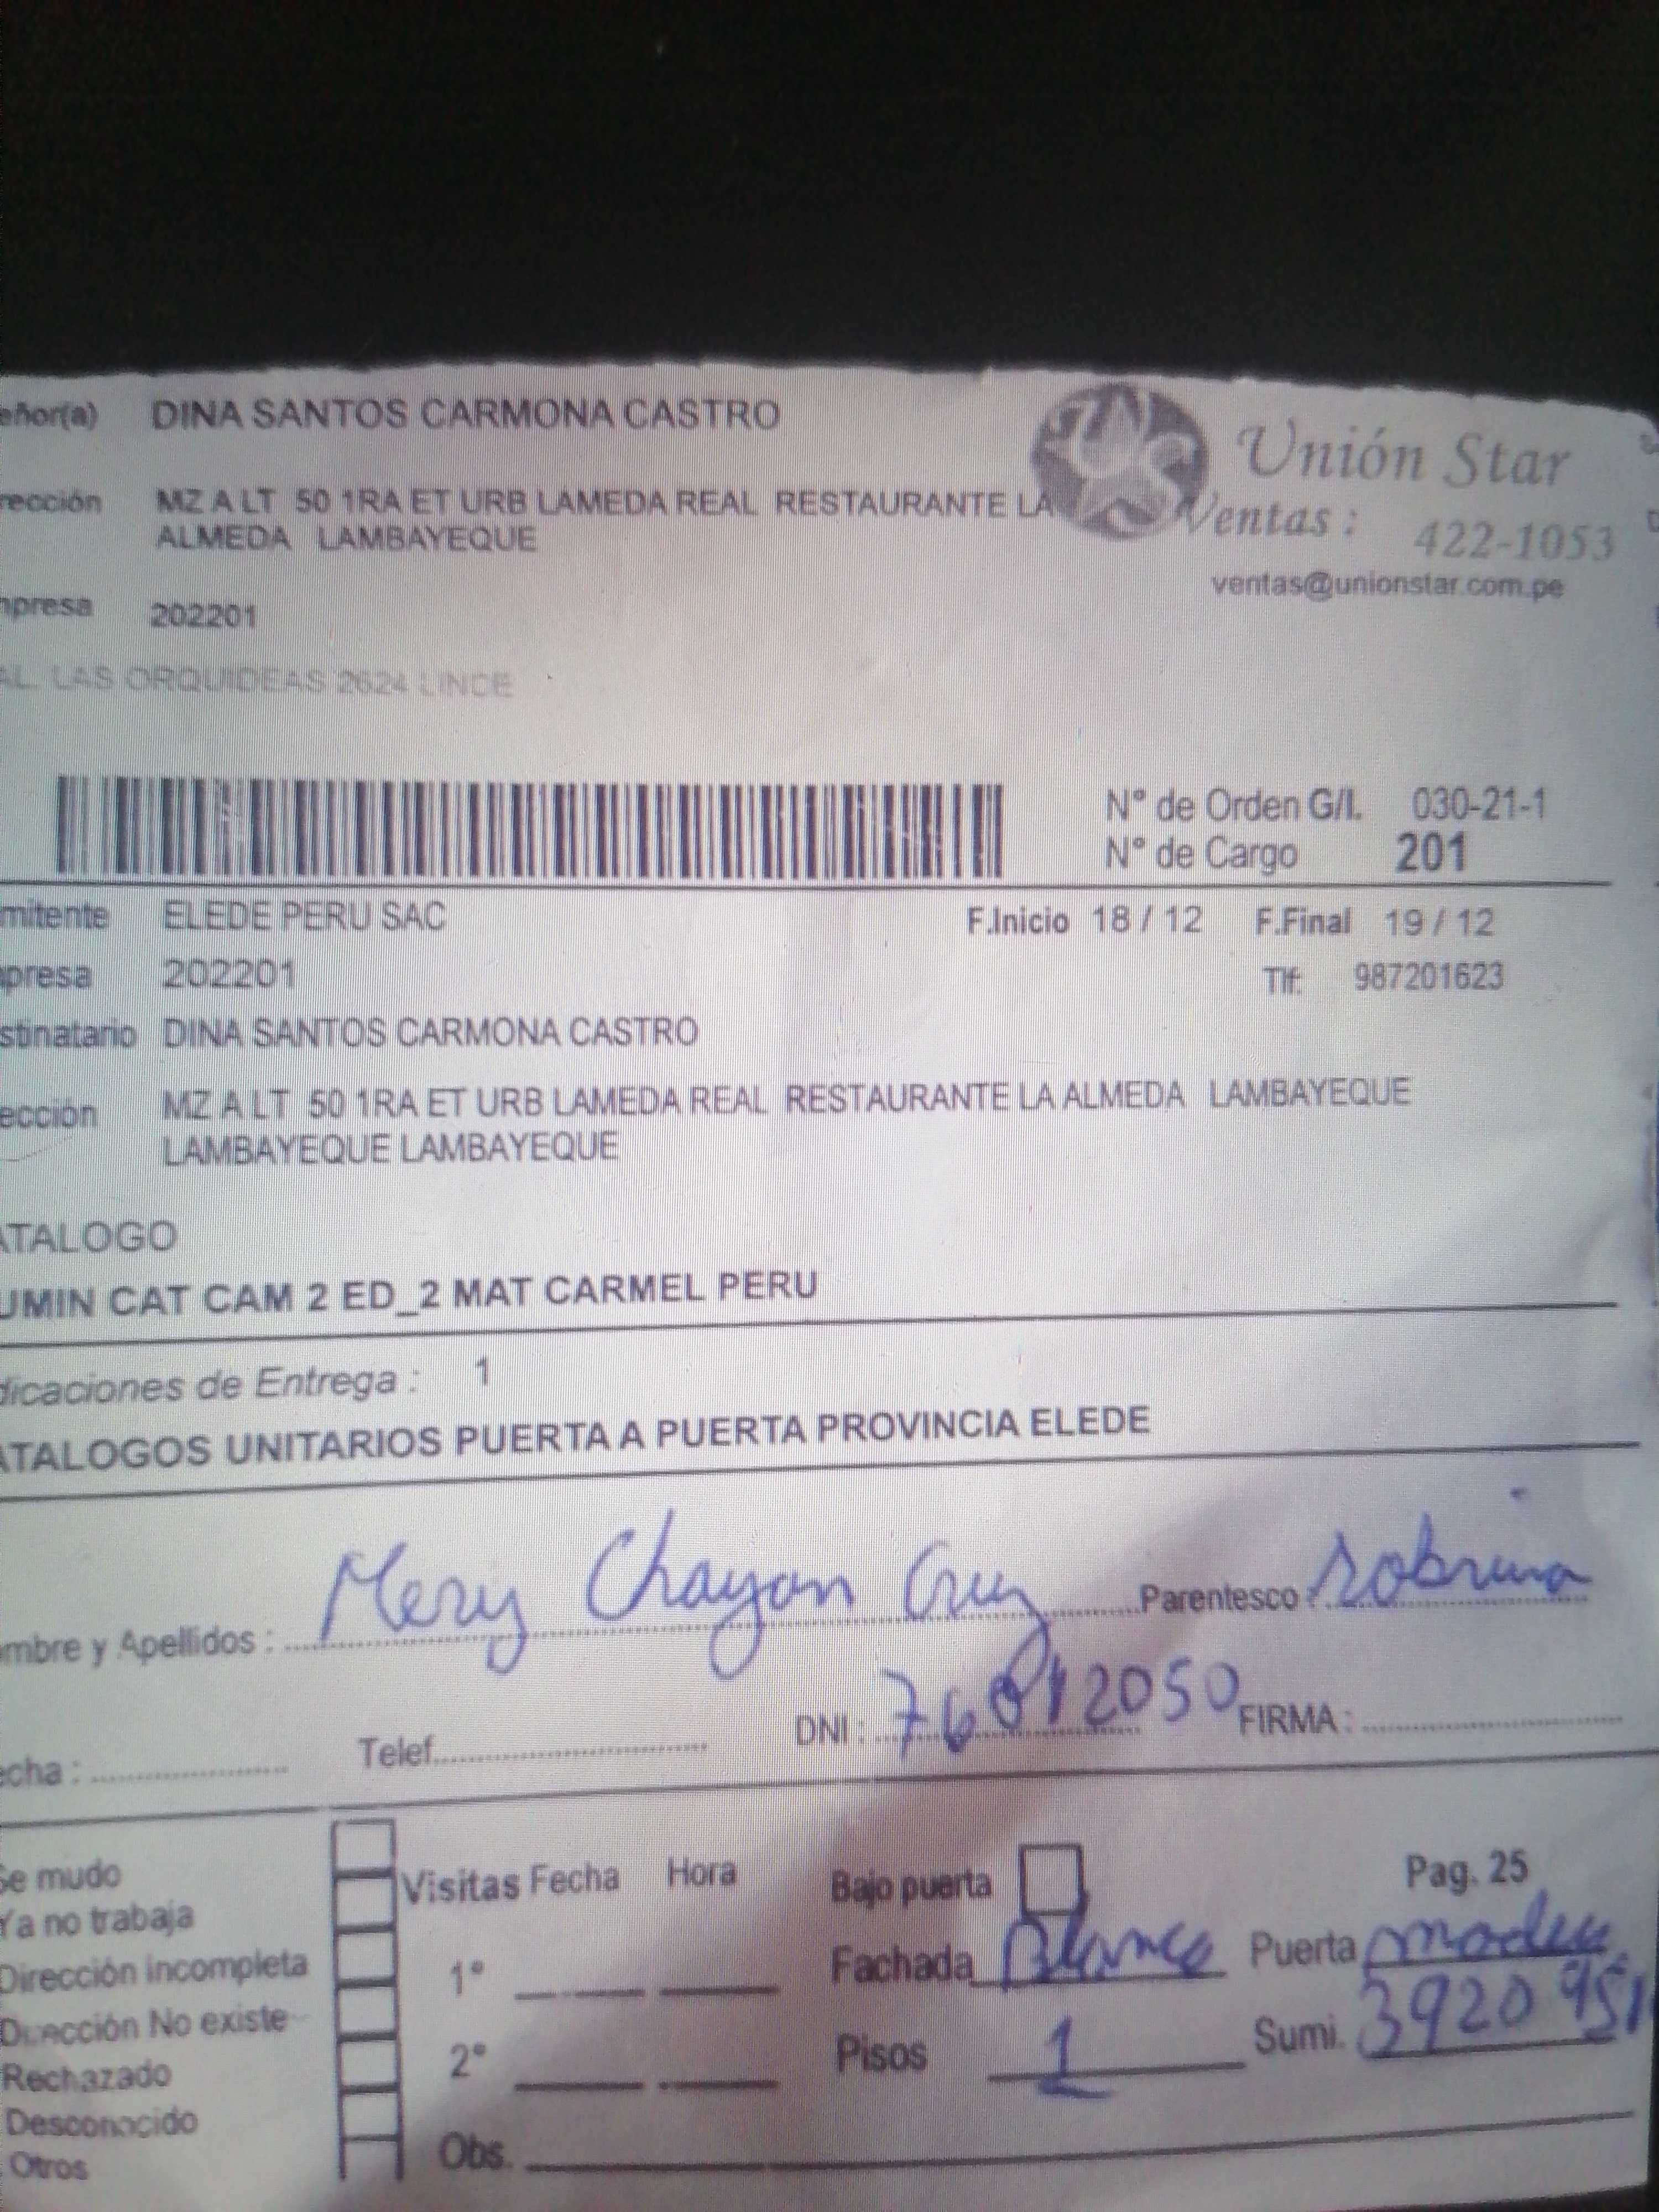 eñor(a) DINA SANTOS CARMONA CASTRO
Unión Star
rección MZ A LT 50 1RA ET URB LAMEDA REAL RESTAURANTE LA
ALMEDA LAMBAYEQUE
Ventas : 422-1053
ventas@unionstar.com.pe
mpresa 202201
AL. LAS ORQUIDEAS 2624 LINCE
N° de Orden G/I. 030-21-1
N° de Cargo 201
mitente ELEDE PERU SAC F.Inicio 18 / 12 F.Final 19 / 12
presa 202201 Tlf: 987201623
stinatario DINA SANTOS CARMONA CASTRO
ección MZ A LT 50 1RA ET URB LAMEDA REAL RESTAURANTE LA ALMEDA LAMBAYEQUE
LAMBAYEQUE LAMBAYEQUE
ATALOGO
UMIN CAT CAM 2 ED_2 MAT CARMEL PERU
dicaciones de Entrega : 1
ATALOGOS UNITARIOS PUERTA A PUERTA PROVINCIA ELEDE
ombre y Apellidos : Mery Chayan Cruz Parentesco : sobrina
echa : Telef. DNI : 76812050 FIRMA :
Se mudo
Ya no trabaja
Dirección incompleta
Dirección No existe
Rechazado
Desconocido
Otros
Visitas Fecha Hora
1°
2°
Obs.
Bajo puerta Pag. 25
Fachada Blanco Puerta
Pisos 1 Sumi. 3920951